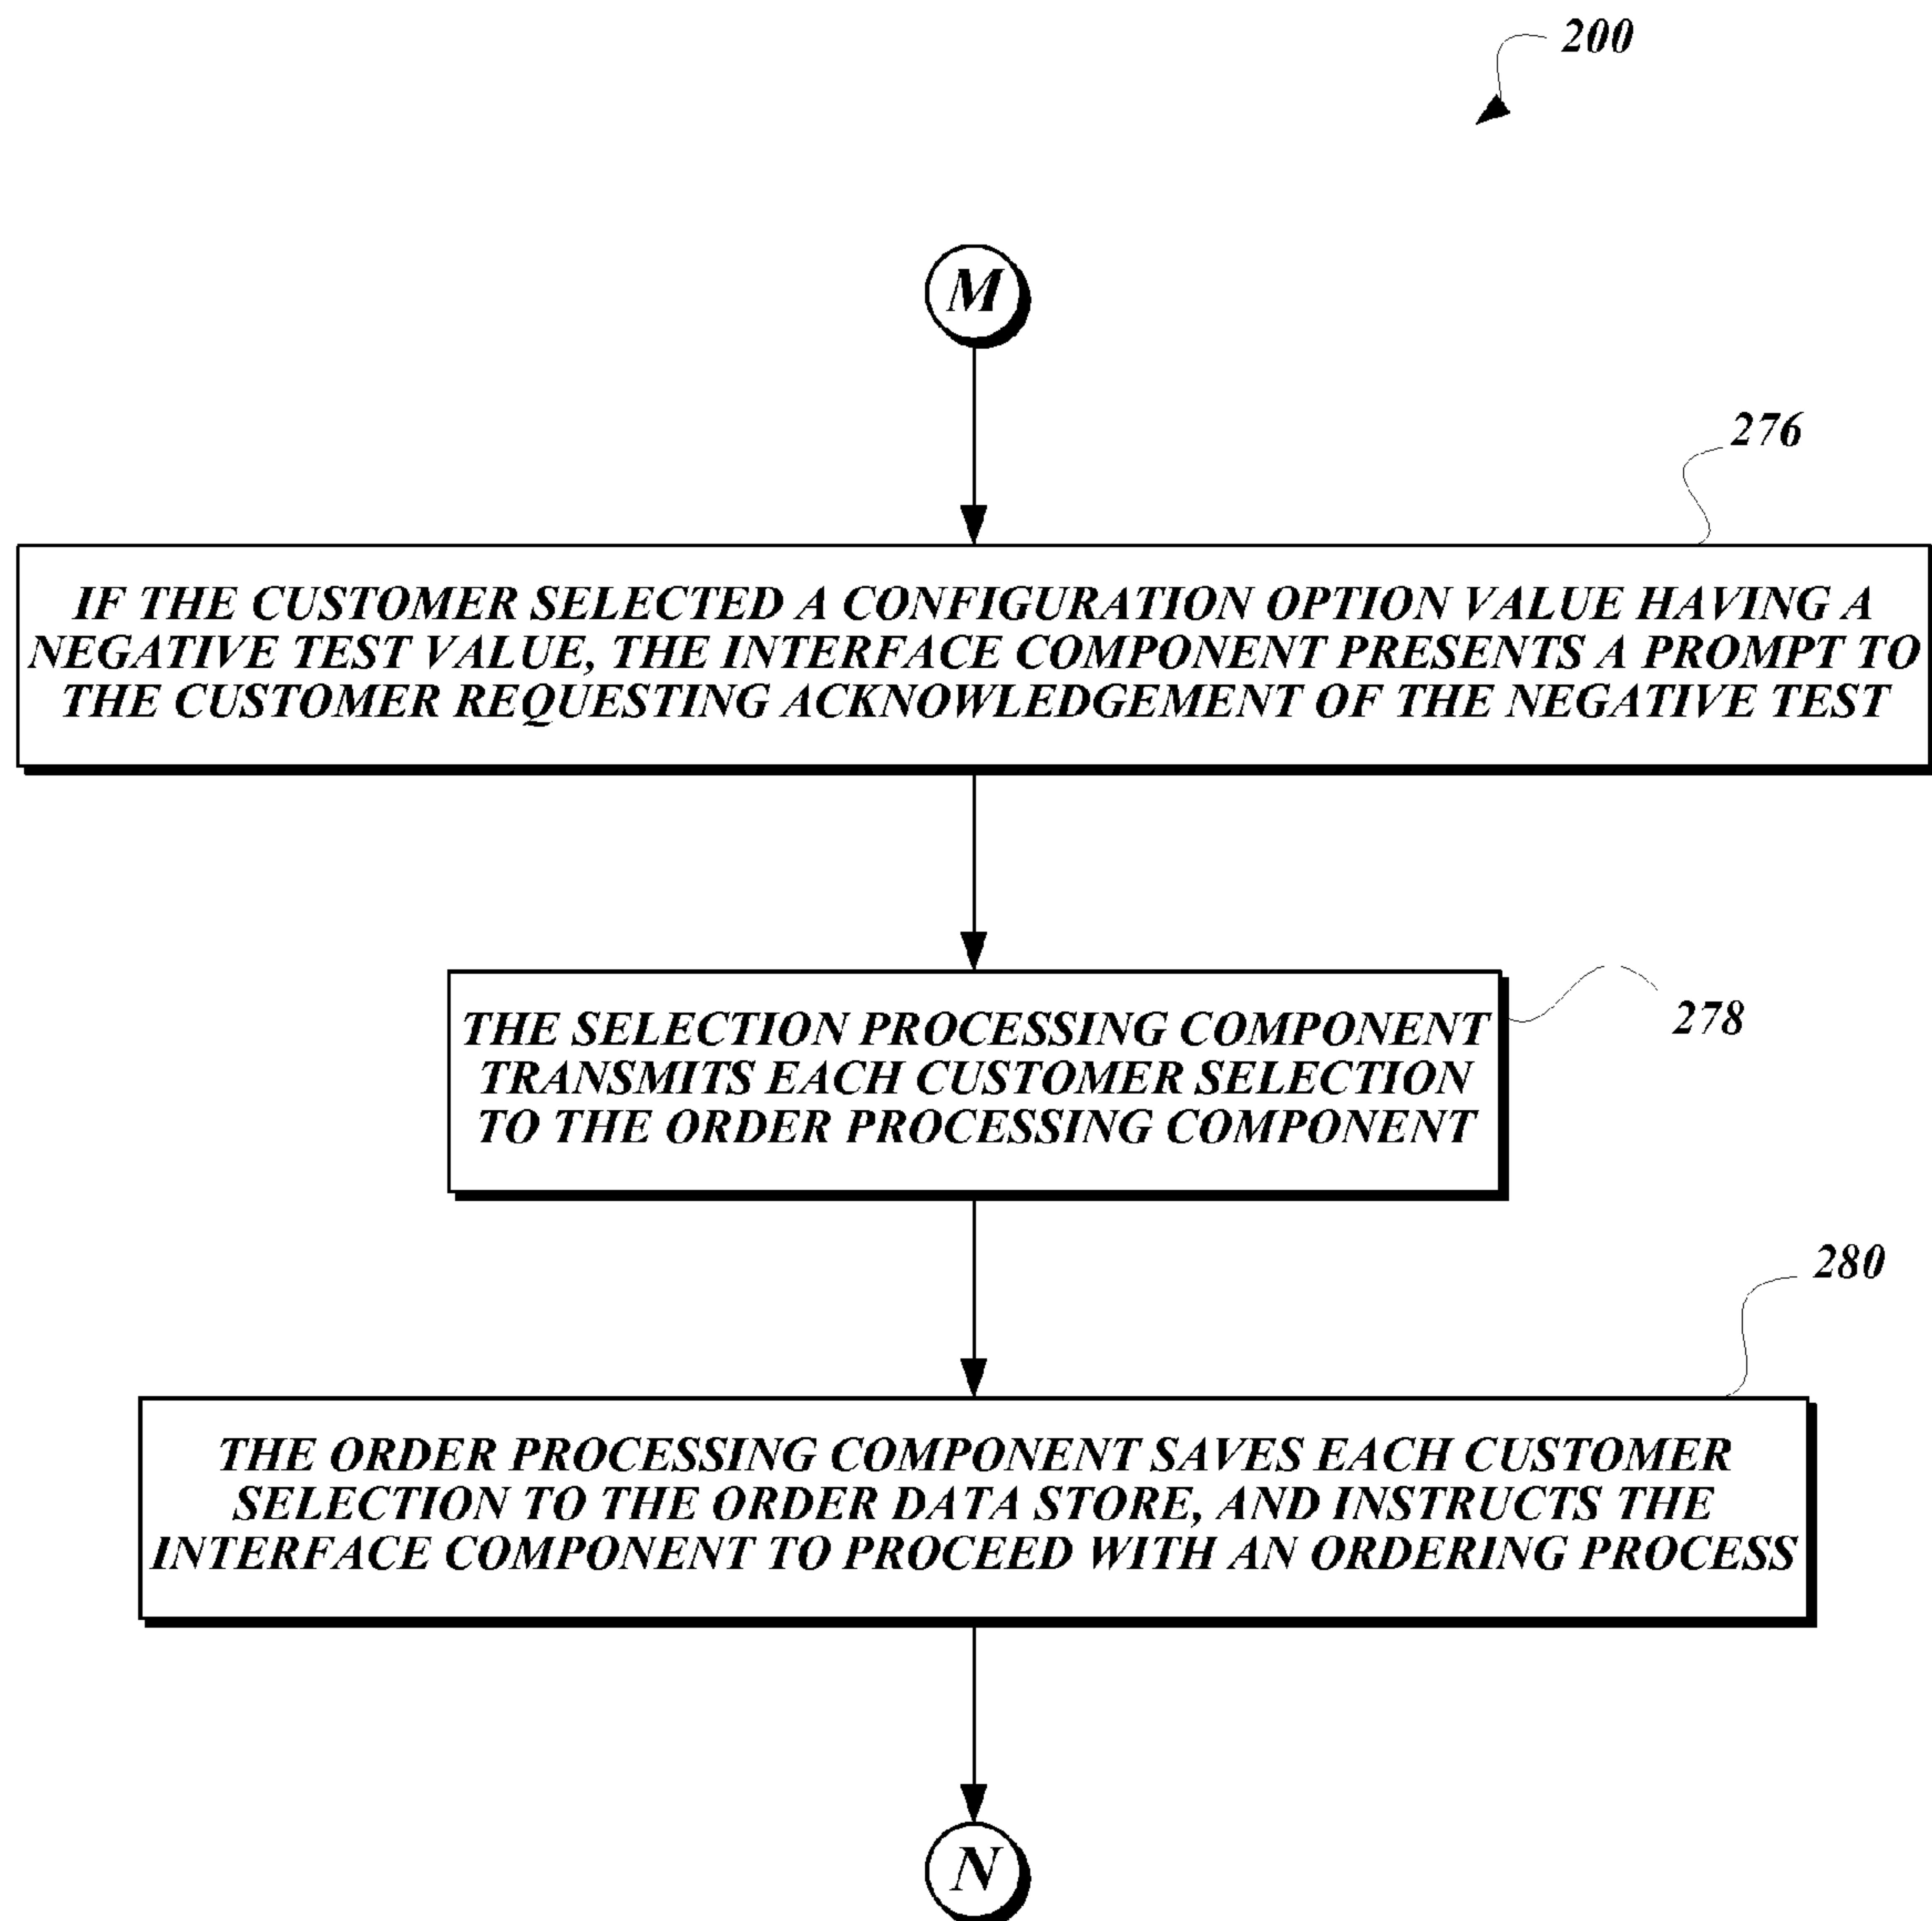 200
M
276
IF THE CUSTOMER SELECTED A CONFIGURATION OPTION VALUE HAVING A
NEGATIVE TEST VALUE, THE INTERFACE COMPONENT PRESENTS A PROMPT TO
THE CUSTOMER REQUESTING ACKNOWLEDGEMENT OF THE NEGATIVE TEST
278
THE SELECTION PROCESSING COMPONENT
TRANSMITS EACH CUSTOMER SELECTION
TO THE ORDER PROCESSING COMPONENT
280
THE ORDER PROCESSING COMPONENT SAVES EACH CUSTOMER
SELECTION TO THE ORDER DATA STORE, AND INSTRUCTS THE
INTERFACE COMPONENT TO PROCEED WITH AN ORDERING PROCESS
N